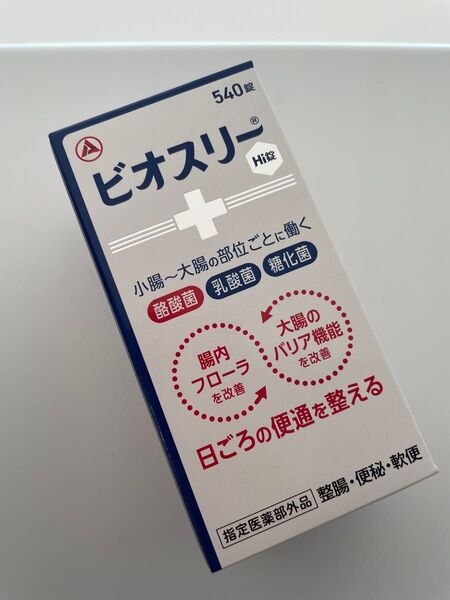 540錠
ビオスリー®
Hi錠
小腸〜大腸の部位ごとに働く
酪酸菌 乳酸菌 糖化菌
腸内
フローラ
を改善
大腸の
バリア機能
を改善
日ごろの便通を整える
指定医薬部外品 整腸・便秘・軟便